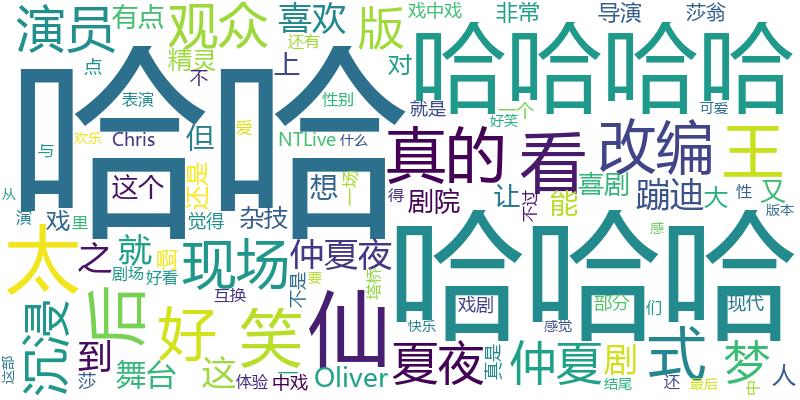 演员 有点 观众 喜欢 版 戏中戏 非常 导演 莎翁
还有 精灵 上 对
哈哈 哈哈哈哈
点 不 表演 性别 就是 一个 可爱
与 欢乐 Chris 但 爱 NTLive 什么 好笑
真的 看 改编 王
这个 还是 想 一场 得 剧院 让 不过 能 喜剧 蹦迪 大 性 又
从 演 戏 里 觉得 杂技 版本
太 之 就 啊 现场 仲夏夜 哈哈哈 感
剧场 好看 不是 要 塔桥
沉浸 后 互换 仙 戏剧 部分 们 现代
到 好 笑 快乐 感觉
夏夜 真是 仲夏 剧 式 梦
这部 莎 舞台 这 一 体验 中戏 Oliver 结尾 还 最后 中 人